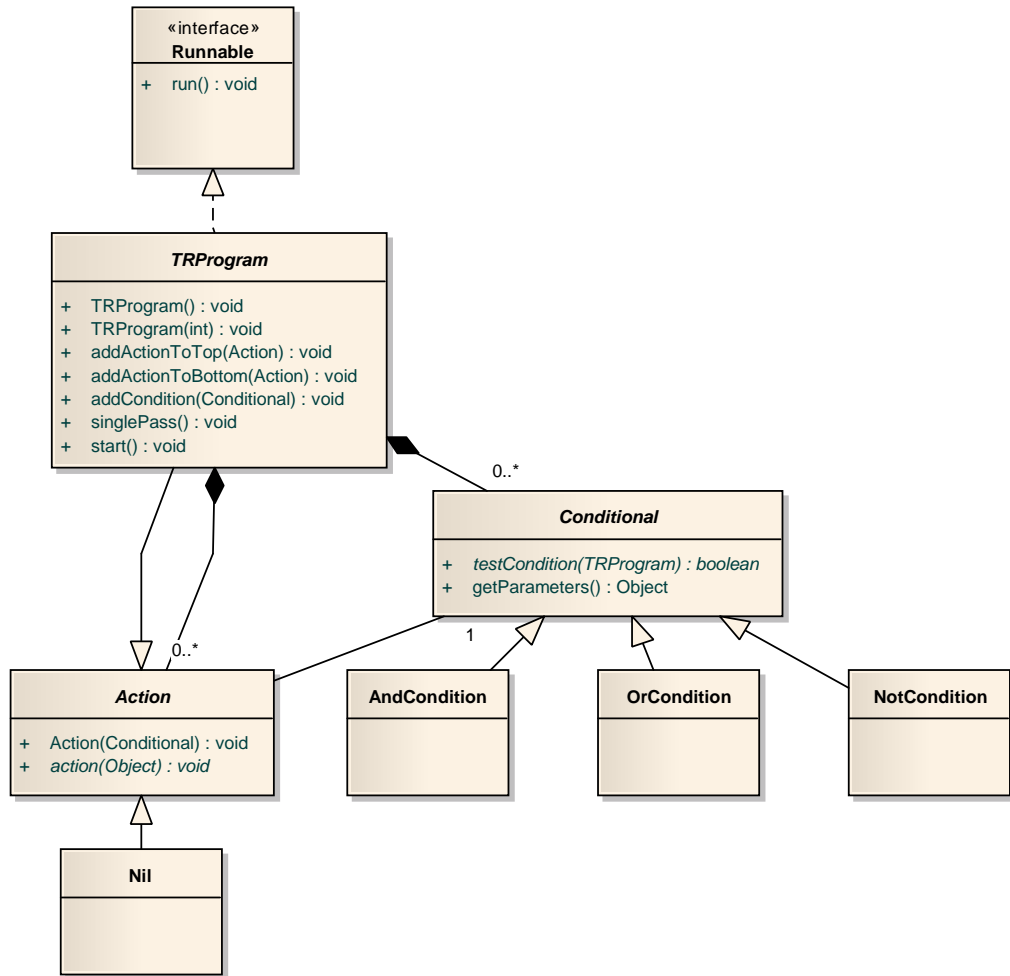 «interface»
Runnable
+ run() : void
TRProgram
+ TRProgram() : void
+ TRProgram(int) : void
+ addActionToTop(Action) : void
+ addActionToBottom(Action) : void
+ addCondition(Conditional) : void
+ singlePass() : void
+ start() : void
0..*
Conditional
+ testCondition(TRProgram) : boolean
+ getParameters() : Object
1
0..*
Action
+ Action(Conditional) : void
+ action(Object) : void
AndCondition
OrCondition
NotCondition
Nil